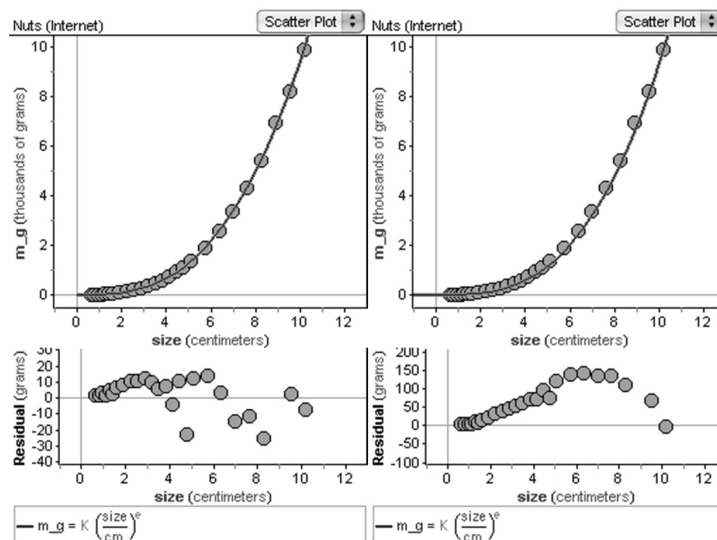 Nuts (Internet)
Scatter Plot
10
8
6
4
2
0
m_g (thousands of grams)
0 2 4 6 8 10 12
size (centimeters)
30
20
10
0
-10
-20
-30
-40
Residual (grams)
0 2 4 6 8 10 12
size (centimeters)
m_g = K (size/cm)^e
Nuts (Internet)
Scatter Plot
10
8
6
4
2
0
m_g (thousands of grams)
0 2 4 6 8 10 12
size (centimeters)
200
150
100
50
0
-50
-100
Residual (grams)
0 2 4 6 8 10 12
size (centimeters)
m_g = K (size/cm)^e